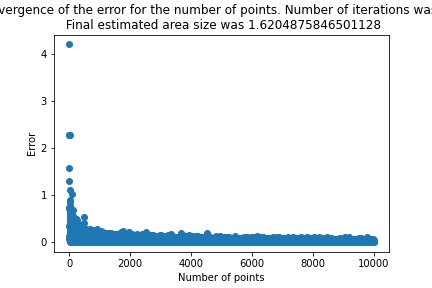 vergence of the error for the number of points. Number of iterations was
Final estimated area size was 1.6204875846501128
4
3
2
1
0
Error
0 2000 4000 6000 8000 10000
Number of points